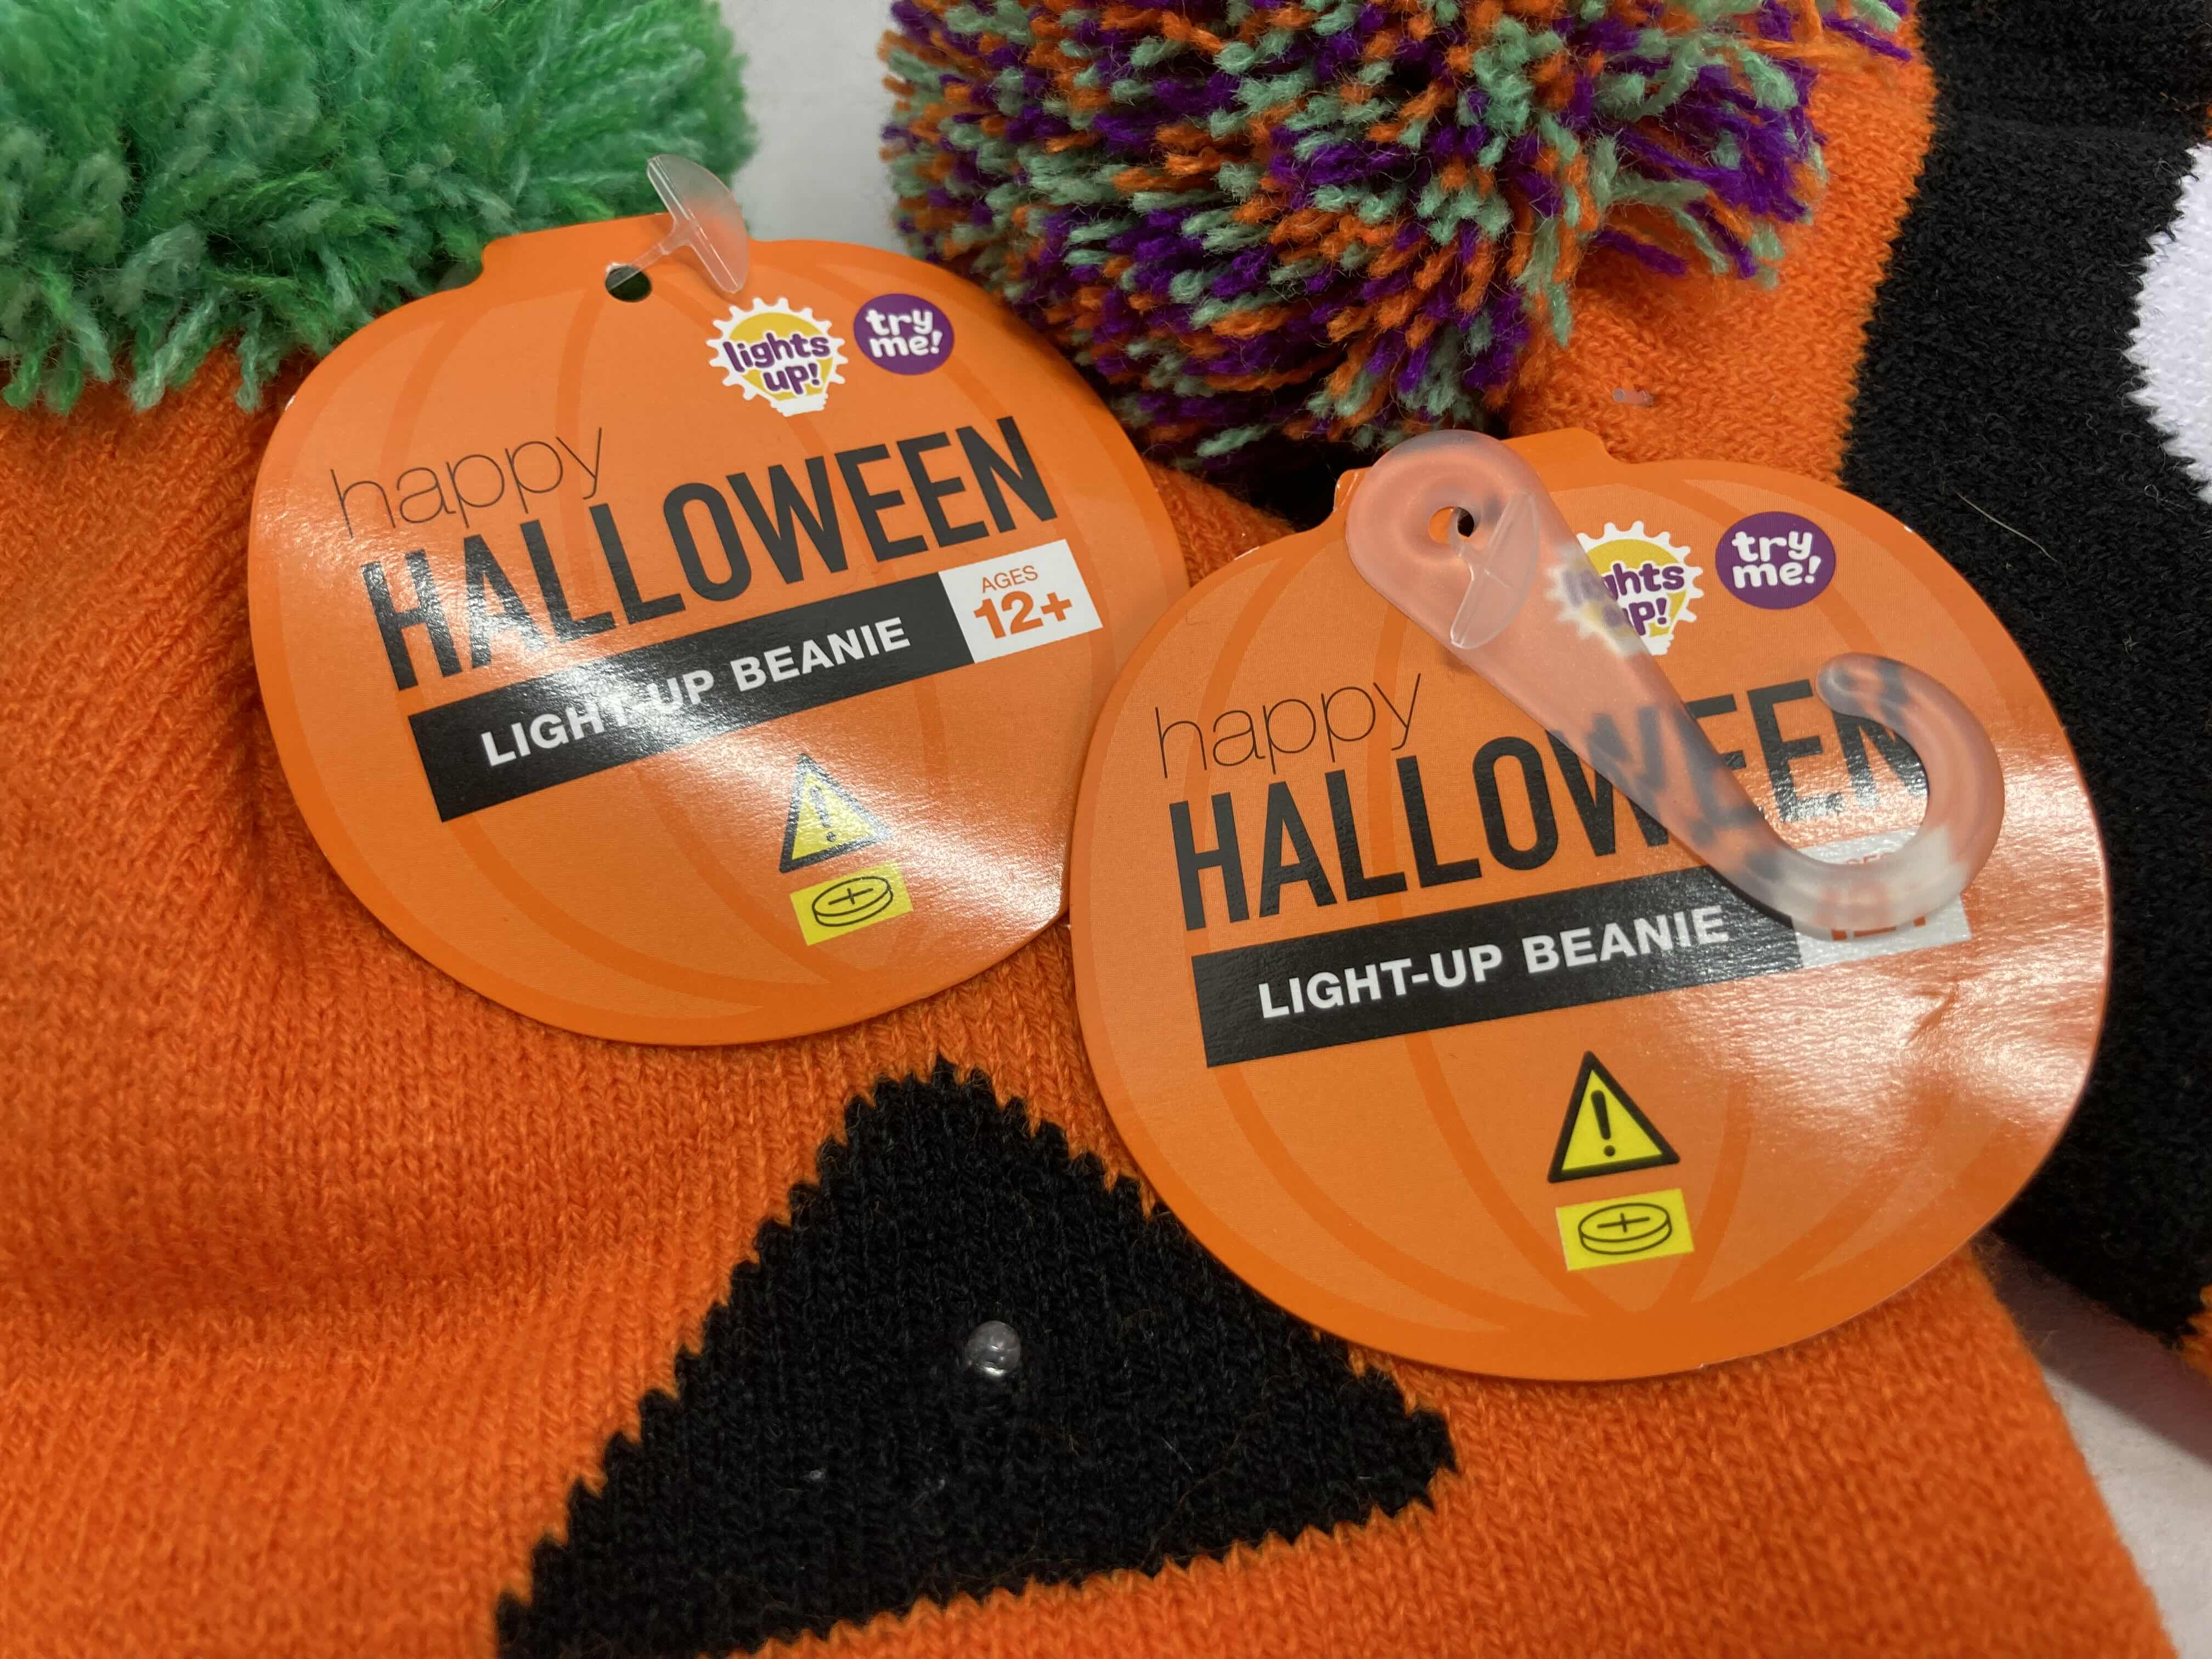 lights
up!
try
me!
happy
HALLOWEEN
LIGHT-UP BEANIE
AGES
12+
lights
up!
try
me!
happy
HALLOWEEN
LIGHT-UP BEANIE